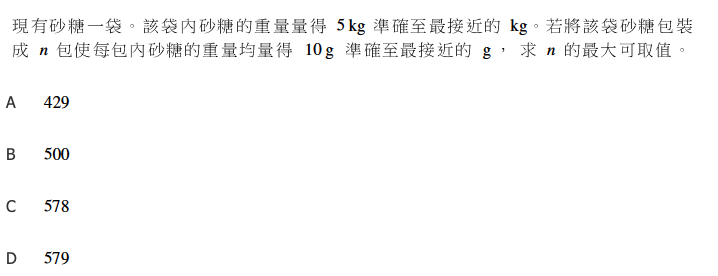 現有砂糖一袋。該袋內砂糖的重量量得 5 kg 準確至最接近的 kg。若將該袋砂糖包裝
成 n 包使每包內砂糖的重量均量得 10 g 準確至最接近的 g， 求 n 的最大可取值。
A 429
B 500
C 578
D 579